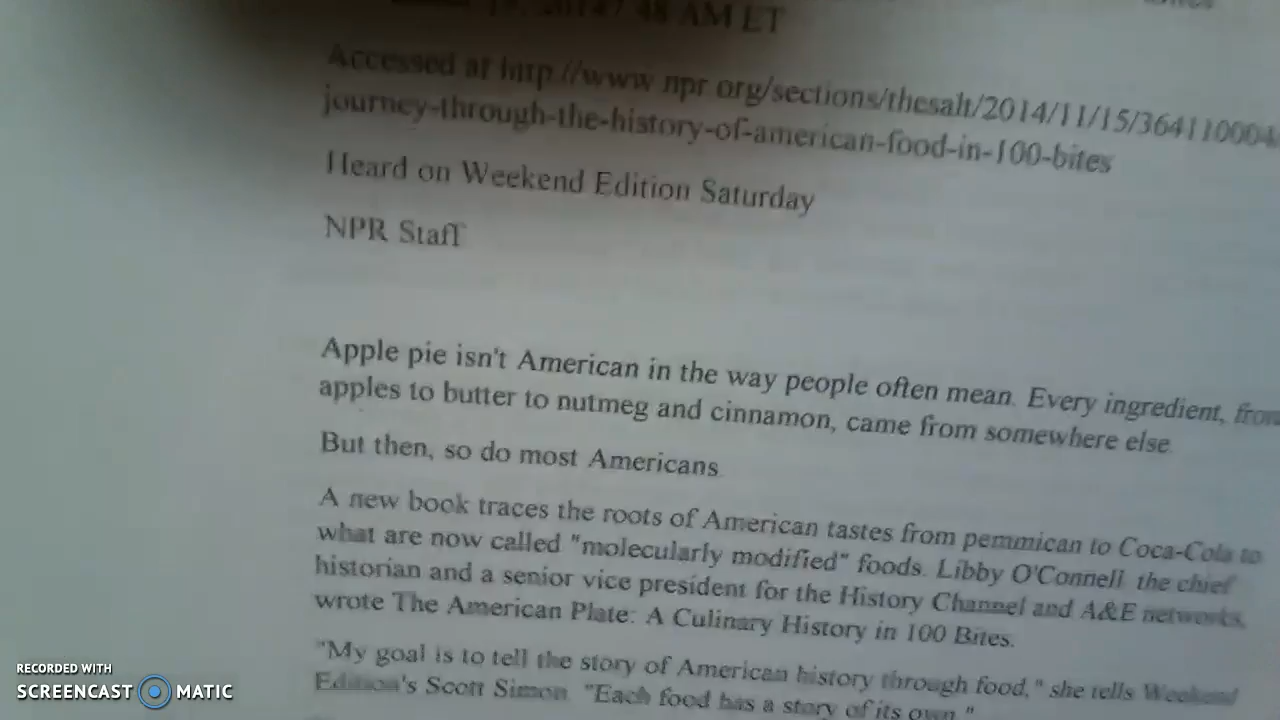 2014 7:48 AM ET
Accessed at http://www.npr.org/sections/thesalt/2014/11/15/364110004
journey-through-the-history-of-american-food-in-100-bites
Heard on Weekend Edition Saturday
NPR Staff
Apple pie isn't American in the way people often mean. Every ingredient, from
apples to butter to nutmeg and cinnamon, came from somewhere else.
But then, so do most Americans.
A new book traces the roots of American tastes from pemmican to Coca-Cola to
what are now called "molecularly modified" foods. Libby O'Connell, the chief
historian and a senior vice president for the History Channel and A&E networks,
wrote The American Plate: A Culinary History in 100 Bites.
"My goal is to tell the story of American history through food," she tells Weekend
Edition's Scott Simon. "Each food has a story of its own."
RECORDED WITH
SCREENCAST MATIC